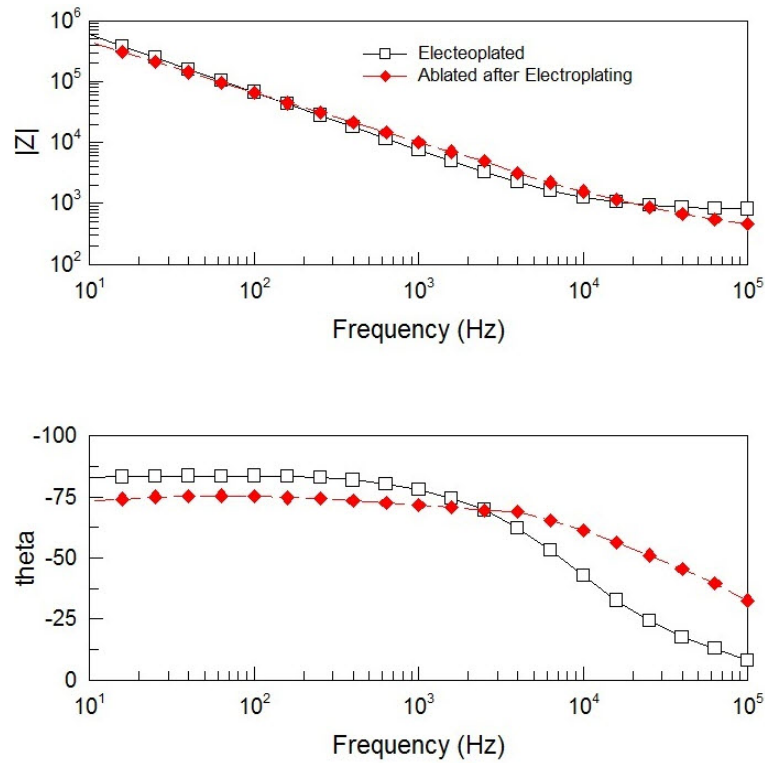 10^6
10^5
10^4
10^3
10^2
|Z|
Electeoplated
Ablated after Electroplating
10^1 10^2 10^3 10^4 10^5
Frequency (Hz)
-100
-75
-50
-25
0
theta
10^1 10^2 10^3 10^4 10^5
Frequency (Hz)